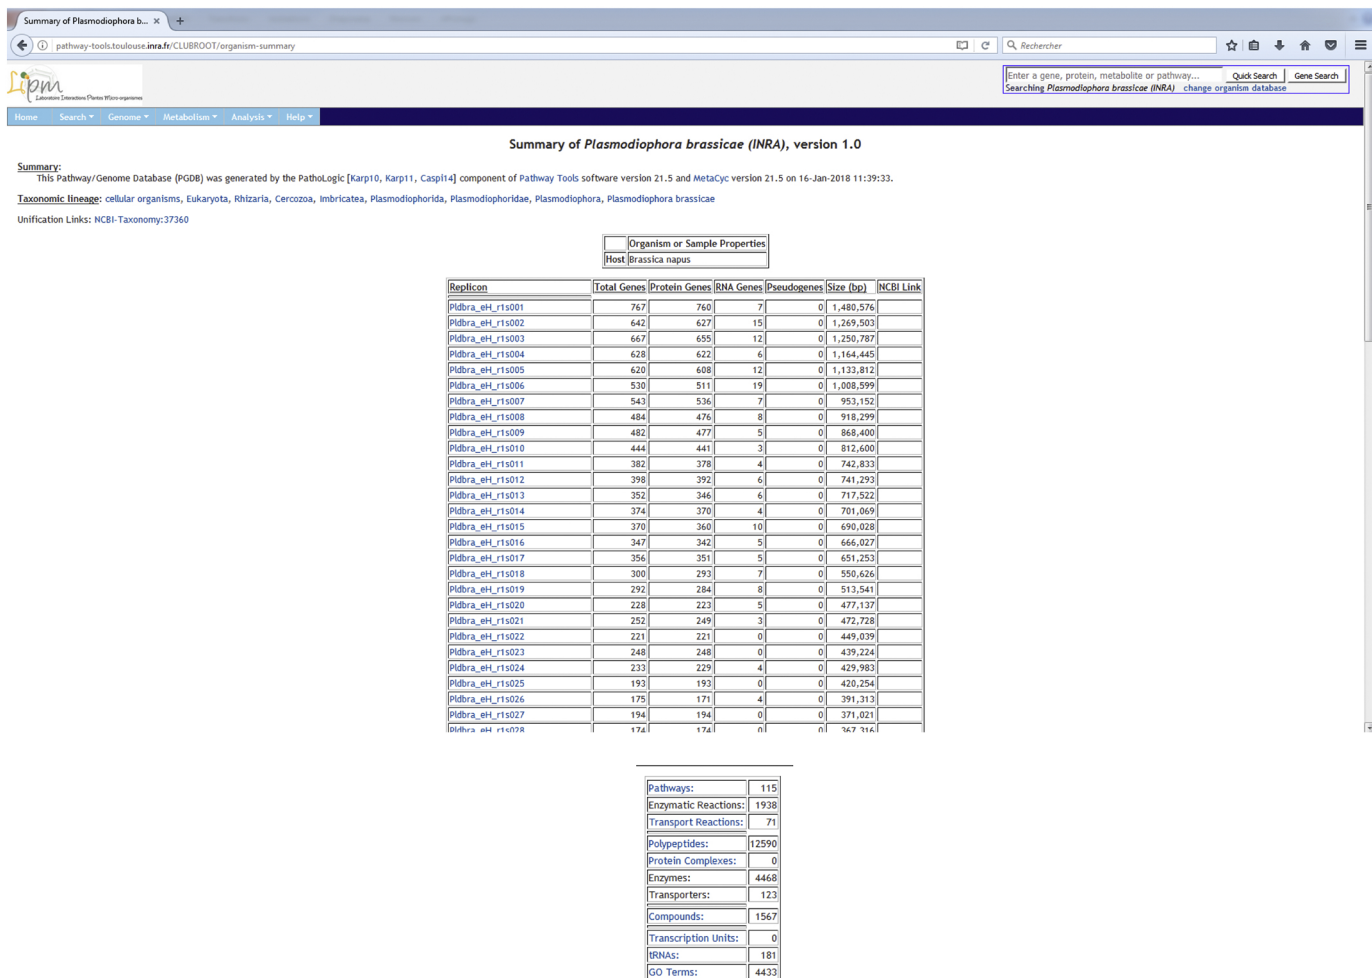 Summary of Plasmodiophora b... × +
pathway-tools.toulouse.inra.fr/CLUBROOT/organism-summary Rechercher
Lipm
Laboratoire Interactions Plantes Micro-organismes
Enter a gene, protein, metabolite or pathway... Quick Search Gene Search
Searching Plasmodiophora brassicae (INRA) change organism database
Home Search Genome Metabolism Analysis Help
Summary of Plasmodiophora brassicae (INRA), version 1.0
Summary:
This Pathway/Genome Database (PGDB) was generated by the PathoLogic [Karp10, Karp11, Caspi14] component of Pathway Tools software version 21.5 and MetaCyc version 21.5 on 16-Jan-2018 11:39:33.
Taxonomic lineage: cellular organisms, Eukaryota, Rhizaria, Cercozoa, Imbricatea, Plasmodiophorida, Plasmodiophoridae, Plasmodiophora, Plasmodiophora brassicae
Unification Links: NCBI-Taxonomy:37360
Organism or Sample Properties
Host Brassica napus
Replicon Total Genes Protein Genes RNA Genes Pseudogenes Size (bp) NCBI Link
Pldbra_eH_r1s001 767 760 7 0 1,480,576
Pldbra_eH_r1s002 642 627 15 0 1,269,503
Pldbra_eH_r1s003 667 655 12 0 1,250,787
Pldbra_eH_r1s004 628 622 6 0 1,164,445
Pldbra_eH_r1s005 620 608 12 0 1,133,812
Pldbra_eH_r1s006 530 511 19 0 1,008,599
Pldbra_eH_r1s007 543 536 7 0 953,152
Pldbra_eH_r1s008 484 476 8 0 918,299
Pldbra_eH_r1s009 482 477 5 0 868,400
Pldbra_eH_r1s010 444 441 3 0 812,600
Pldbra_eH_r1s011 382 378 4 0 742,833
Pldbra_eH_r1s012 398 392 6 0 741,293
Pldbra_eH_r1s013 352 346 6 0 717,522
Pldbra_eH_r1s014 374 370 4 0 701,069
Pldbra_eH_r1s015 370 360 10 0 690,028
Pldbra_eH_r1s016 347 342 5 0 666,027
Pldbra_eH_r1s017 356 351 5 0 651,253
Pldbra_eH_r1s018 300 293 7 0 550,626
Pldbra_eH_r1s019 292 284 8 0 513,541
Pldbra_eH_r1s020 228 223 5 0 477,137
Pldbra_eH_r1s021 252 249 3 0 472,728
Pldbra_eH_r1s022 221 221 0 0 449,039
Pldbra_eH_r1s023 248 248 0 0 439,224
Pldbra_eH_r1s024 233 229 4 0 429,983
Pldbra_eH_r1s025 193 193 0 0 420,254
Pldbra_eH_r1s026 175 171 4 0 391,313
Pldbra_eH_r1s027 194 194 0 0 371,021
Pldbra_eH_r1s028 174 174 0 0 367,316
Pathways: 115
Enzymatic Reactions: 1938
Transport Reactions: 71
Polypeptides: 12590
Protein Complexes: 0
Enzymes: 4468
Transporters: 123
Compounds: 1567
Transcription Units: 0
tRNAs: 181
GO Terms: 4433